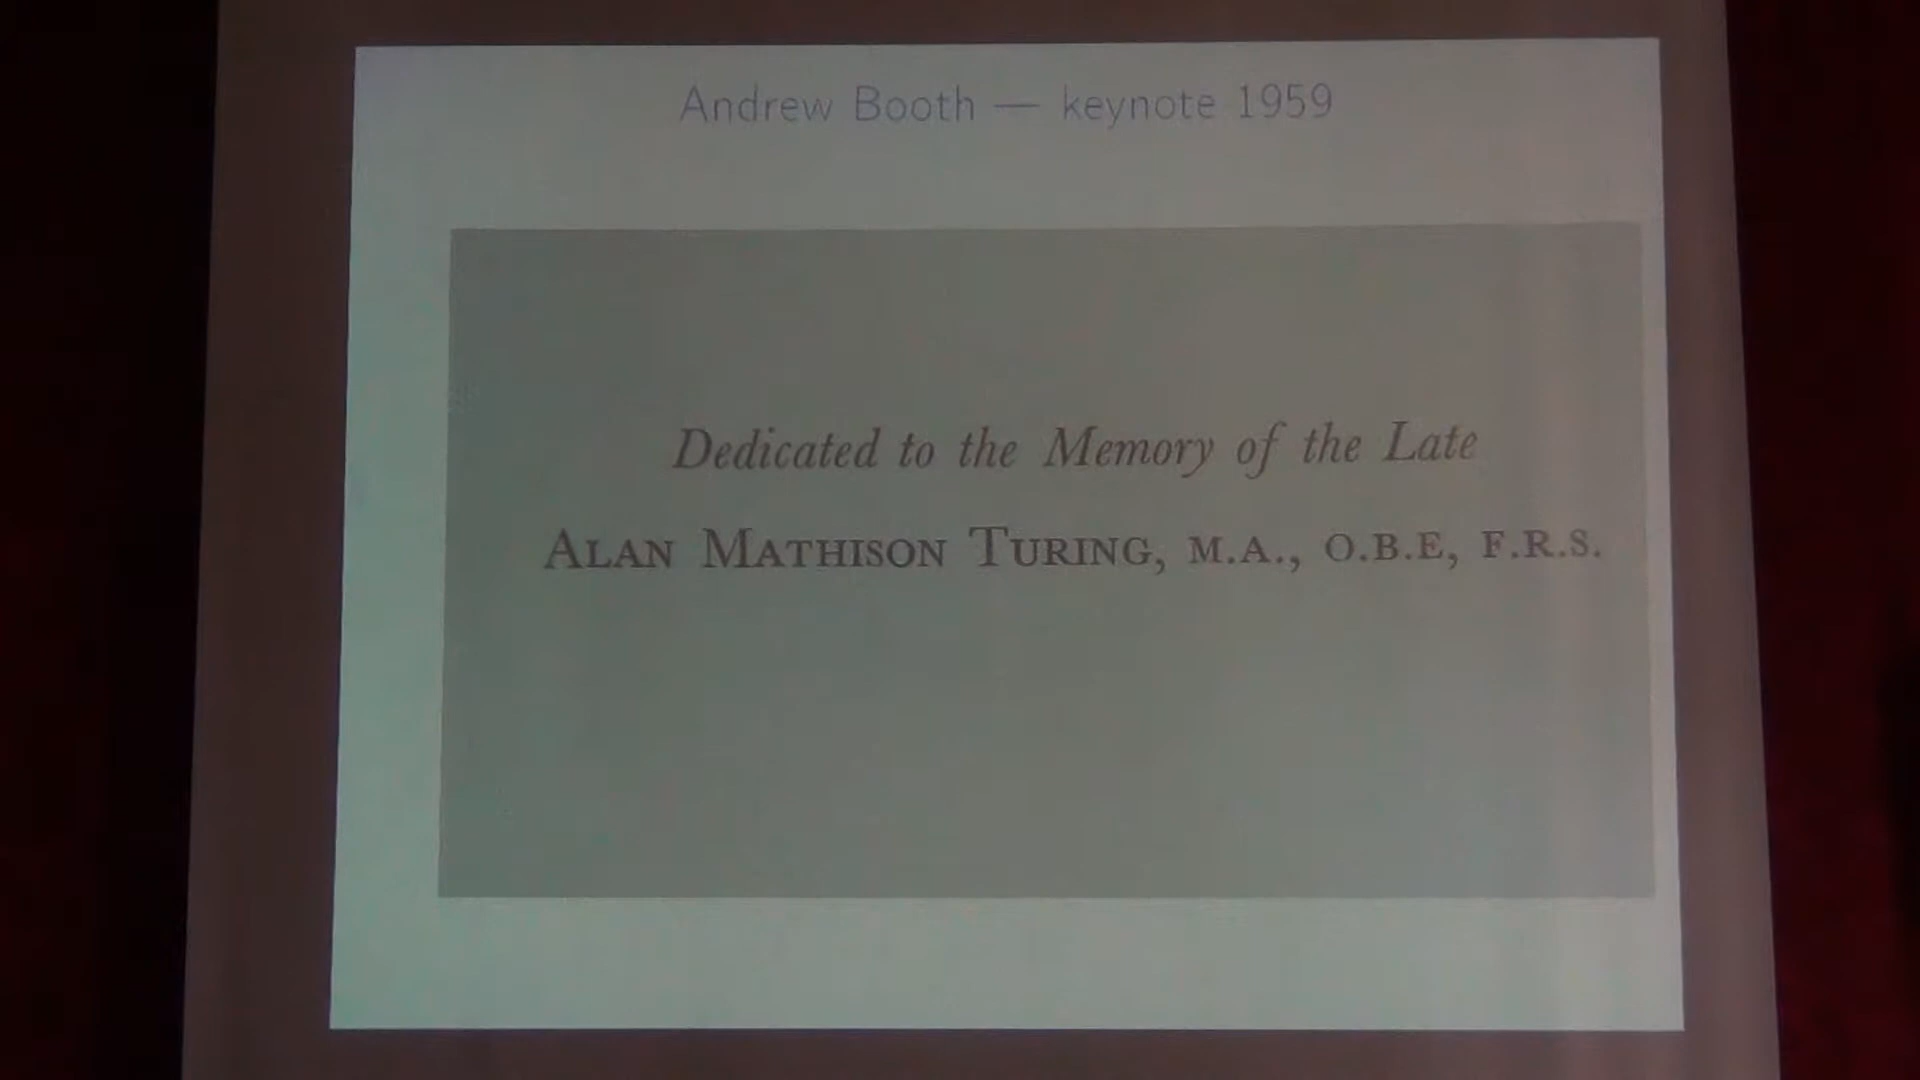 Andrew Booth — keynote 1959
Dedicated to the Memory of the Late
ALAN MATHISON TURING, M.A., O.B.E, F.R.S.